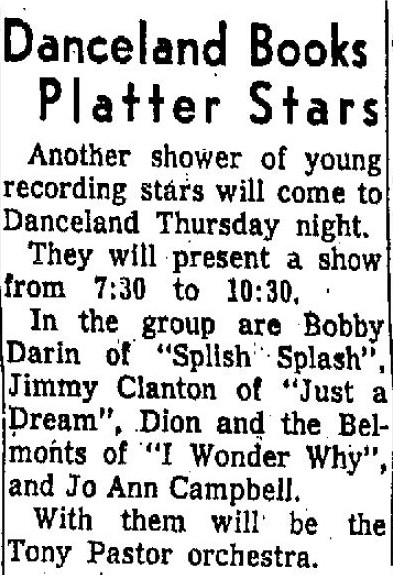 Danceland Books
Platter Stars
Another shower of young
recording stars will come to
Danceland Thursday night.
They will present a show
from 7:30 to 10:30.
In the group are Bobby
Darin of "Splish Splash",
Jimmy Clanton of "Just a
Dream", Dion and the Bel-
monts of "I Wonder Why",
and Jo Ann Campbell.
With them will be the
Tony Pastor orchestra.